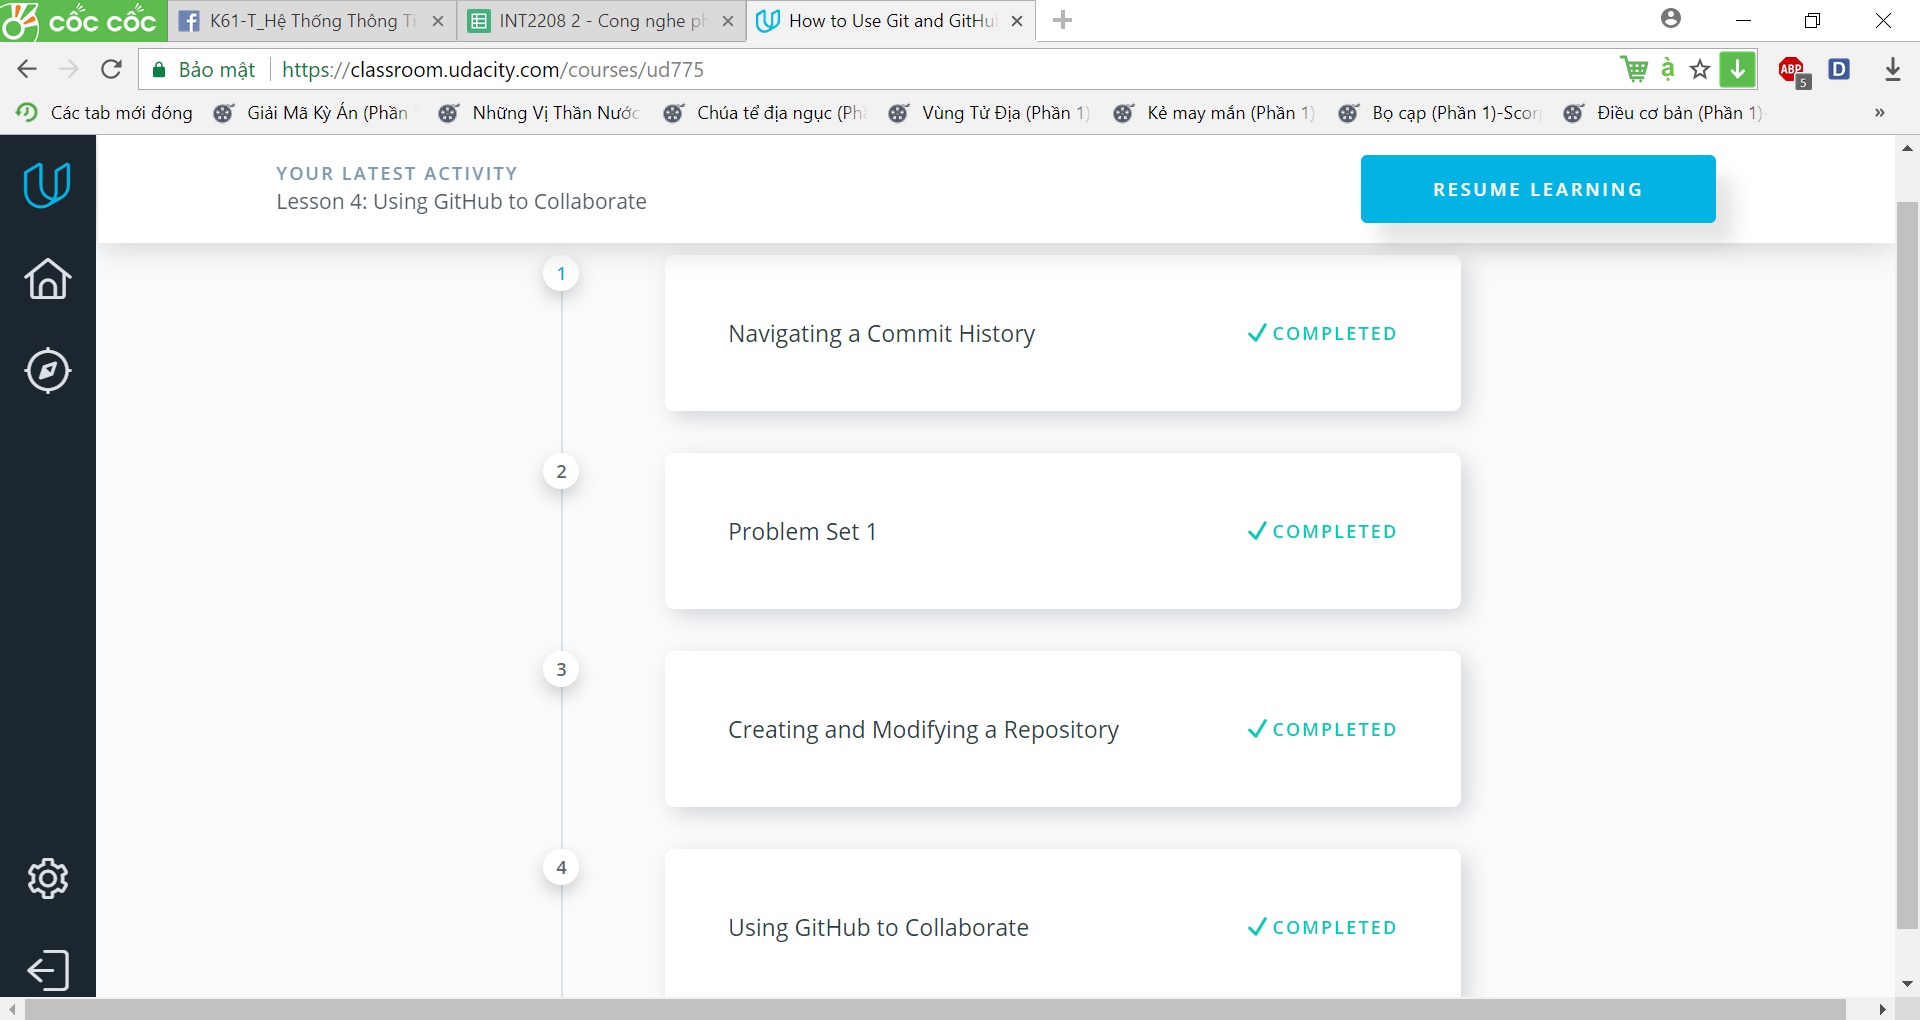 cốc cốc
K61-T_Hệ Thống Thông Ti
INT2208 2 - Cong nghe ph
How to Use Git and GitHu
Bảo mật
https://classroom.udacity.com/courses/ud775
ABP
5
D
Các tab mới đóng
Giải Mã Kỳ Án (Phần
Những Vị Thần Nước
Chúa tể địa ngục (Phầ
Vùng Tử Địa (Phần 1)
Kẻ may mắn (Phần 1)
Bọ cạp (Phần 1)-Scor
Điều cơ bản (Phần 1)
»
YOUR LATEST ACTIVITY
Lesson 4: Using GitHub to Collaborate
RESUME LEARNING
1
Navigating a Commit History
COMPLETED
2
Problem Set 1
COMPLETED
3
Creating and Modifying a Repository
COMPLETED
4
Using GitHub to Collaborate
COMPLETED